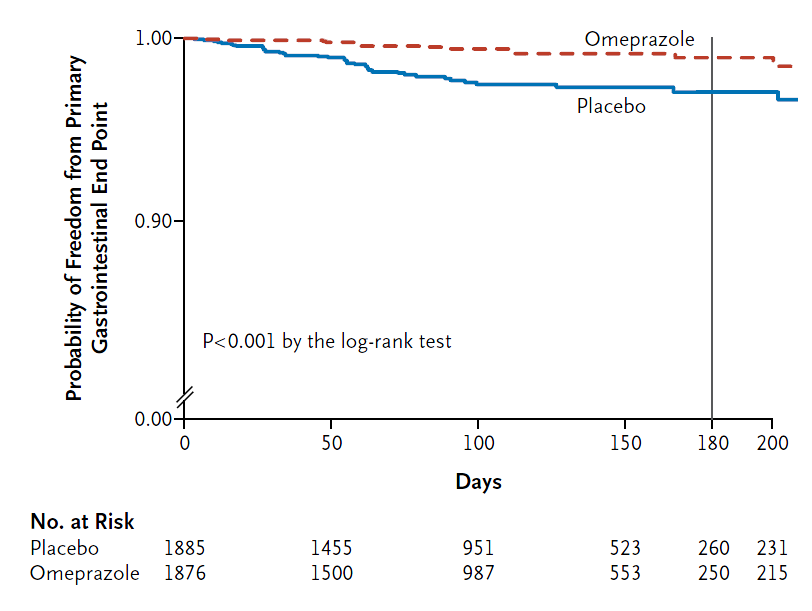 1.00
Omeprazole
Placebo
0.90
Probability of Freedom from Primary
Gastrointestinal End Point
P<0.001 by the log-rank test
0.00
0 50 100 150 180 200
Days
No. at Risk
Placebo 1885 1455 951 523 260 231
Omeprazole 1876 1500 987 553 250 215